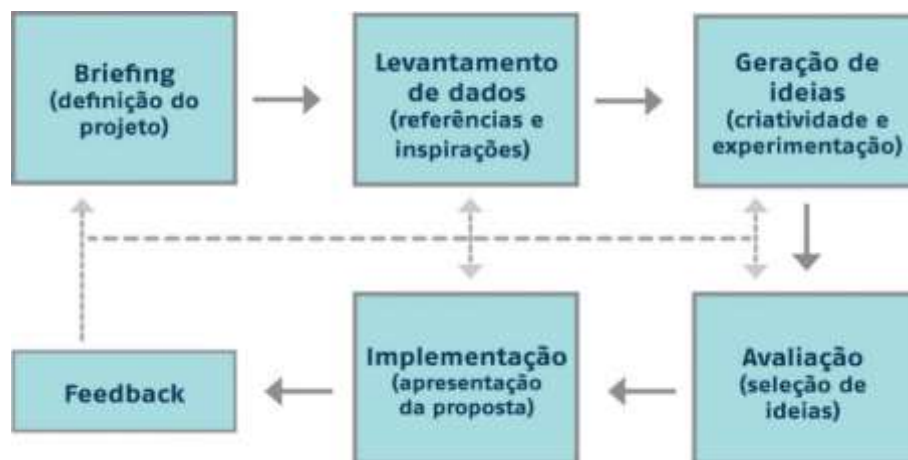 Briefing
(definição do
projeto)
Levantamento
de dados
(referências e
inspirações)
Geração de
ideias
(criatividade e
experimentação)
Feedback
Implementação
(apresentação
da proposta)
Avaliação
(seleção de
ideias)